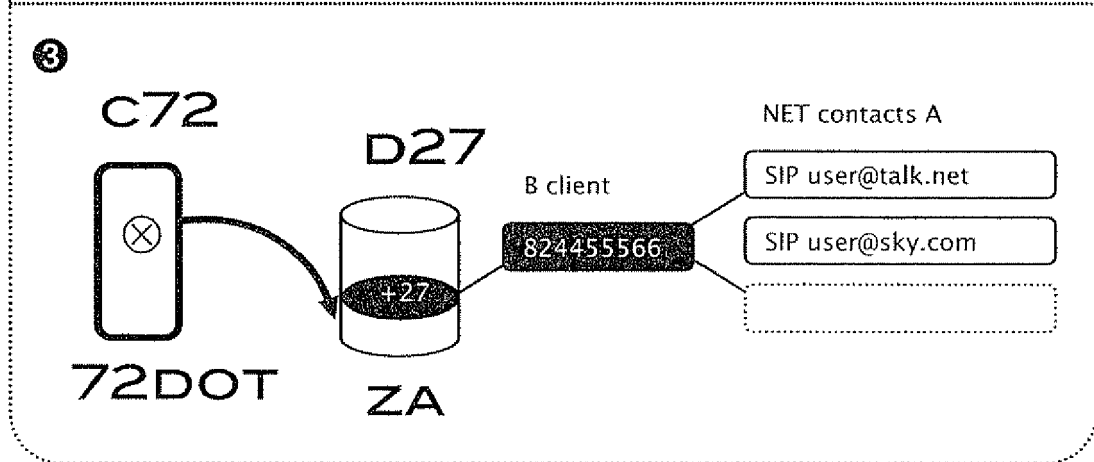 3
C72
D27
NET contacts A
SIP user@talk.net
B client
824455566
SIP user@sky.com
+27
72DOT
ZA